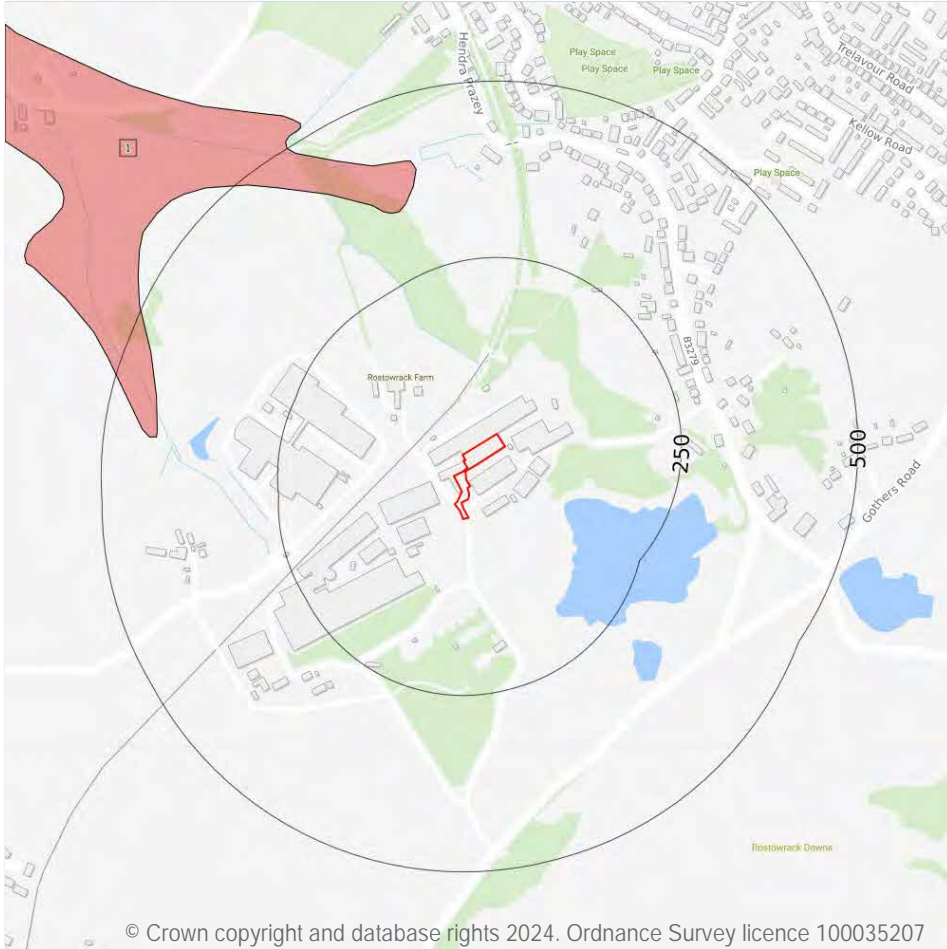 Play Space
Play Space
Play Space
Trelavour Road
Hendra Prazey
Kellow Road
1
Play Space
B3279
Rostowrack Farm
250
500
Gothers Road
Rostowrack Downs
© Crown copyright and database rights 2024. Ordnance Survey licence 100035207